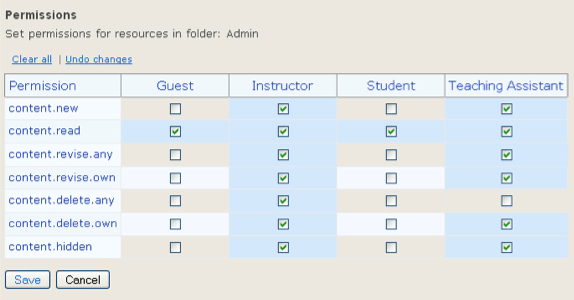 Permissions
Set permissions for resources in folder: Admin
Clear all | Undo changes
Permission Guest Instructor Student Teaching Assistant
content.new
content.read
content.revise.any
content.revise.own
content.delete.any
content.delete.own
content.hidden
Save Cancel